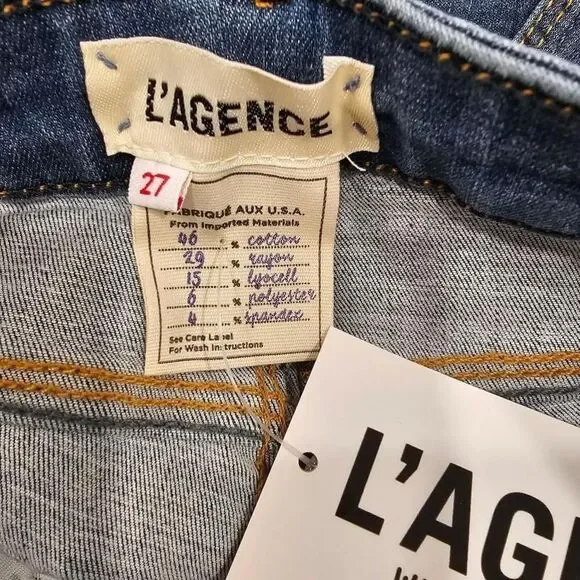 L'AGENCE
27
FABRIQUÉ AUX U.S.A.
From Imported Materials
46 % cotton
29 % rayon
15 % lyocell
6 % polyester
4 % spandex
See Care Label
For Wash Instructions
L'AG